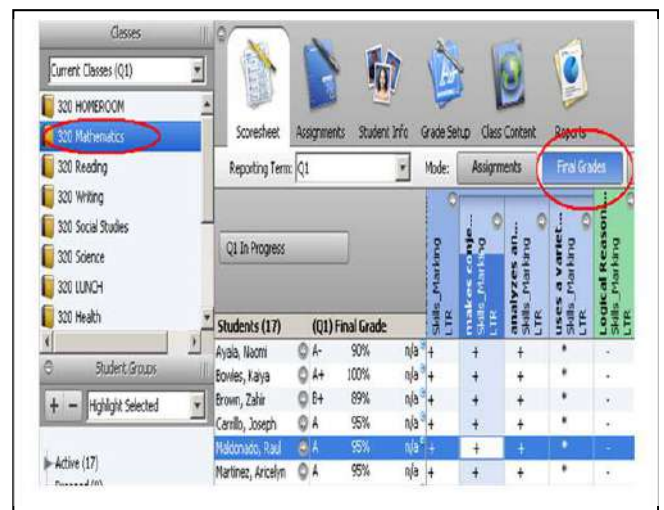 Classes
Current Classes (Q1)
320 HOMEROOM
320 Mathematics
320 Reading
320 Writing
320 Social Studies
320 Science
320 LUNCH
320 Health
Student Groups
+ - Highlight Selected
Active (17)
Scoresheet Assignments Student Info Grade Setup Class Content Reports
Reporting Term: Q1 Mode: Assignments Final Grades
Q1 In Progress
Skills_Marking
LTR
makes conje...
Skills_Marking
LTR
analyzes an...
Skills_Marking
LTR
uses a variet...
Skills_Marking
LTR
Logical Reason...
Skills_Marking
LTR
Students (17) (Q1) Final Grade
Ayala, Naomi A- 90% n/a + + + * -
Bowles, Kaiya A+ 100% n/a + + + * -
Brown, Zahir B+ 89% n/a + + + * -
Carrillo, Joseph A 95% n/a + + + * -
Maldonado, Raul A 95% n/a + + + * -
Martinez, Aricelyn A 95% n/a + + + * -